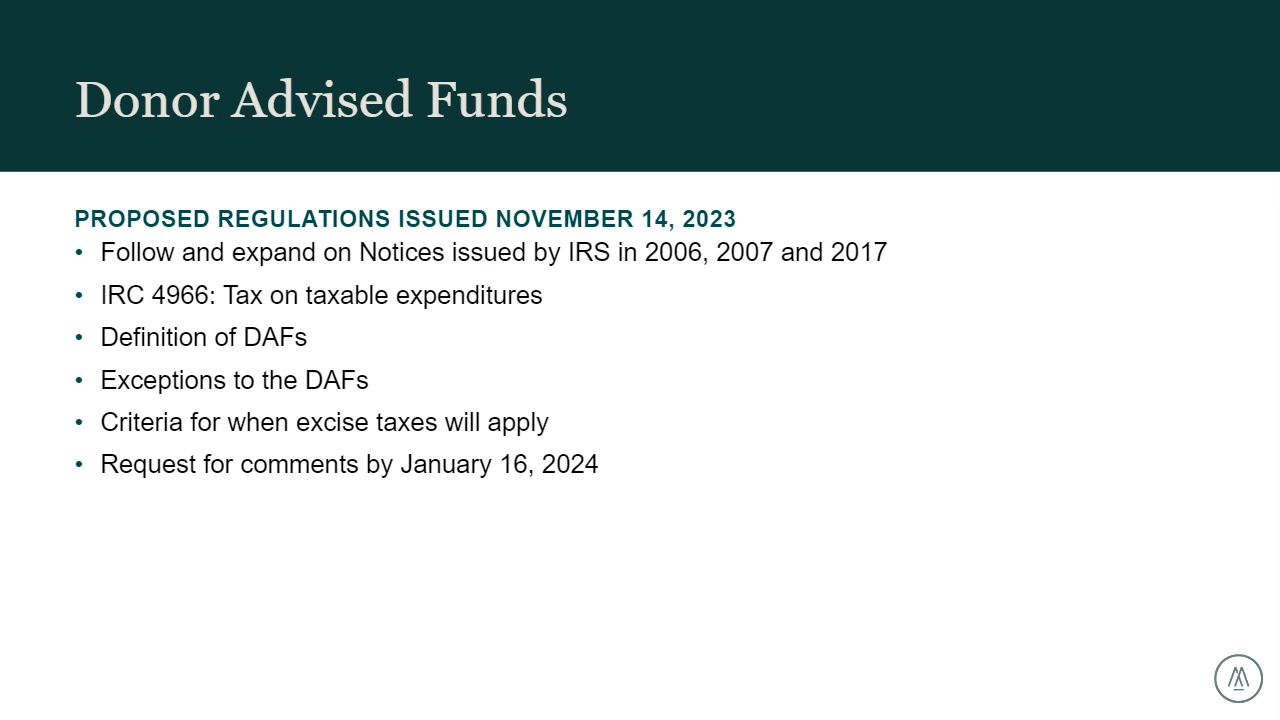 Donor Advised Funds
PROPOSED REGULATIONS ISSUED NOVEMBER 14, 2023
• Follow and expand on Notices issued by IRS in 2006, 2007 and 2017
• IRC 4966: Tax on taxable expenditures
• Definition of DAFs
• Exceptions to the DAFs
• Criteria for when excise taxes will apply
• Request for comments by January 16, 2024